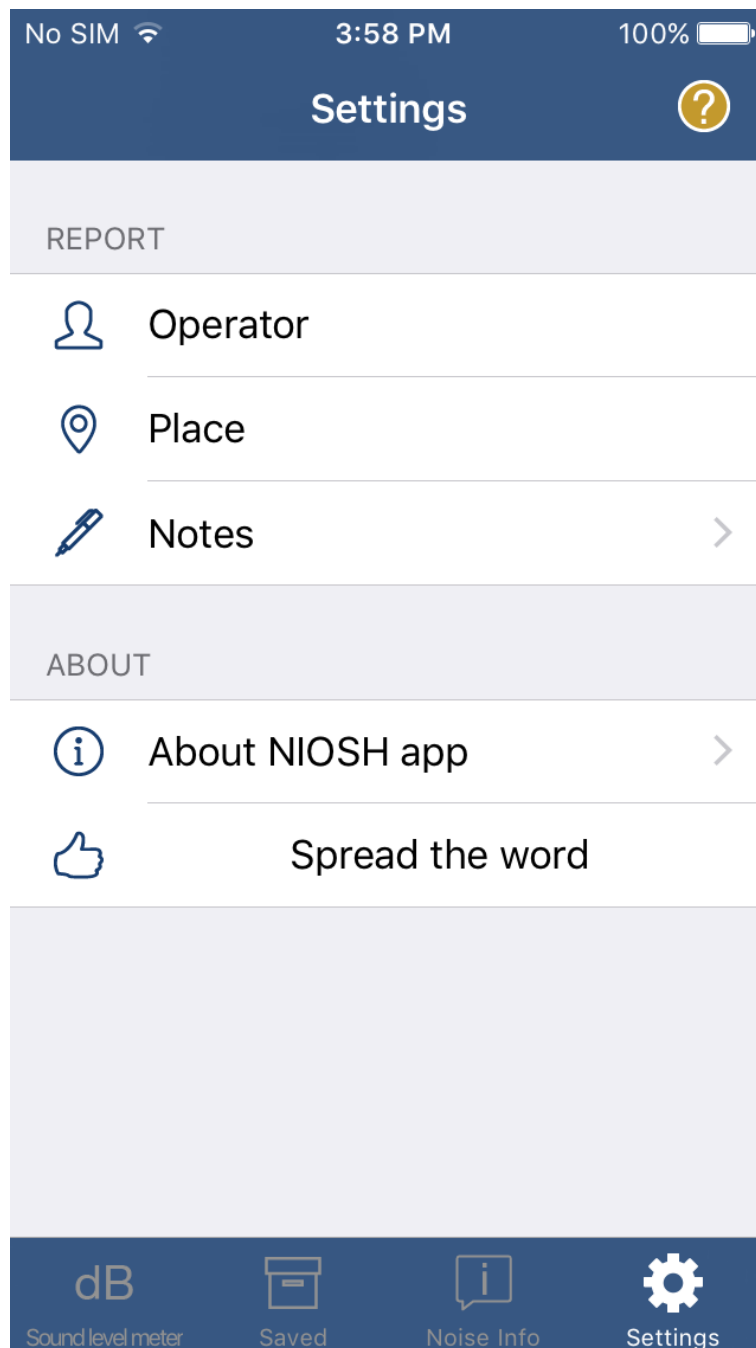 No SIM 3:58 PM 100%
Settings ?
REPORT
Operator
Place
Notes
ABOUT
i About NIOSH app
Spread the word
dB i
Sound level meter Saved Noise Info Settings